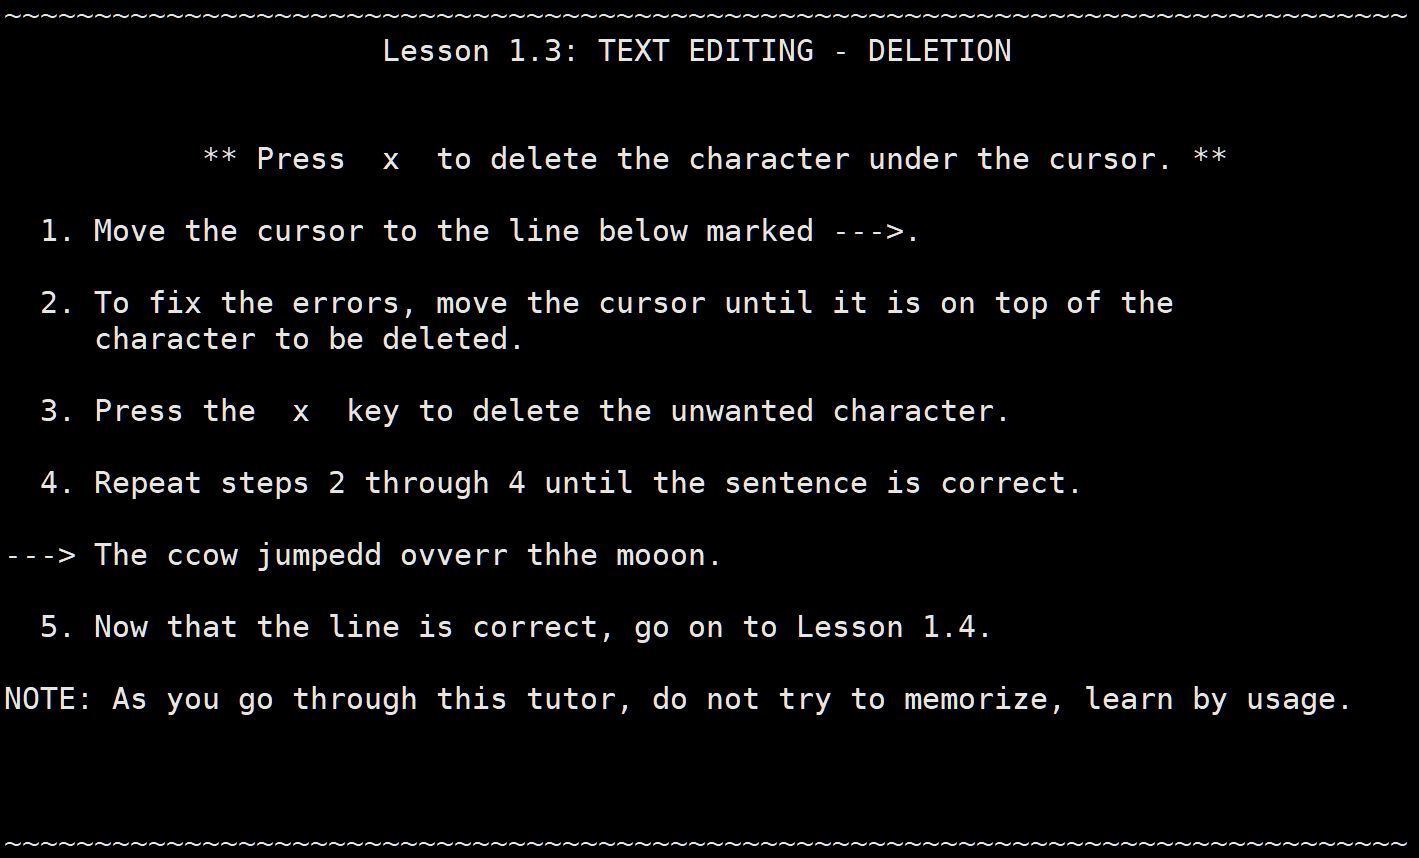 ~~~~~~~~~~~~~~~~~~~~~~~~~~~~~~~~~~~~~~~~~~~~~~~~~~~~~~~~~~~~~~~~~~~~~~~~~~~~~~
Lesson 1.3: TEXT EDITING - DELETION
** Press  x  to delete the character under the cursor. **
1. Move the cursor to the line below marked --->.
2. To fix the errors, move the cursor until it is on top of the
character to be deleted.
3. Press the  x  key to delete the unwanted character.
4. Repeat steps 2 through 4 until the sentence is correct.
---> The ccow jumpedd ovverr thhe mooon.
5. Now that the line is correct, go on to Lesson 1.4.
NOTE: As you go through this tutor, do not try to memorize, learn by usage.
~~~~~~~~~~~~~~~~~~~~~~~~~~~~~~~~~~~~~~~~~~~~~~~~~~~~~~~~~~~~~~~~~~~~~~~~~~~~~~